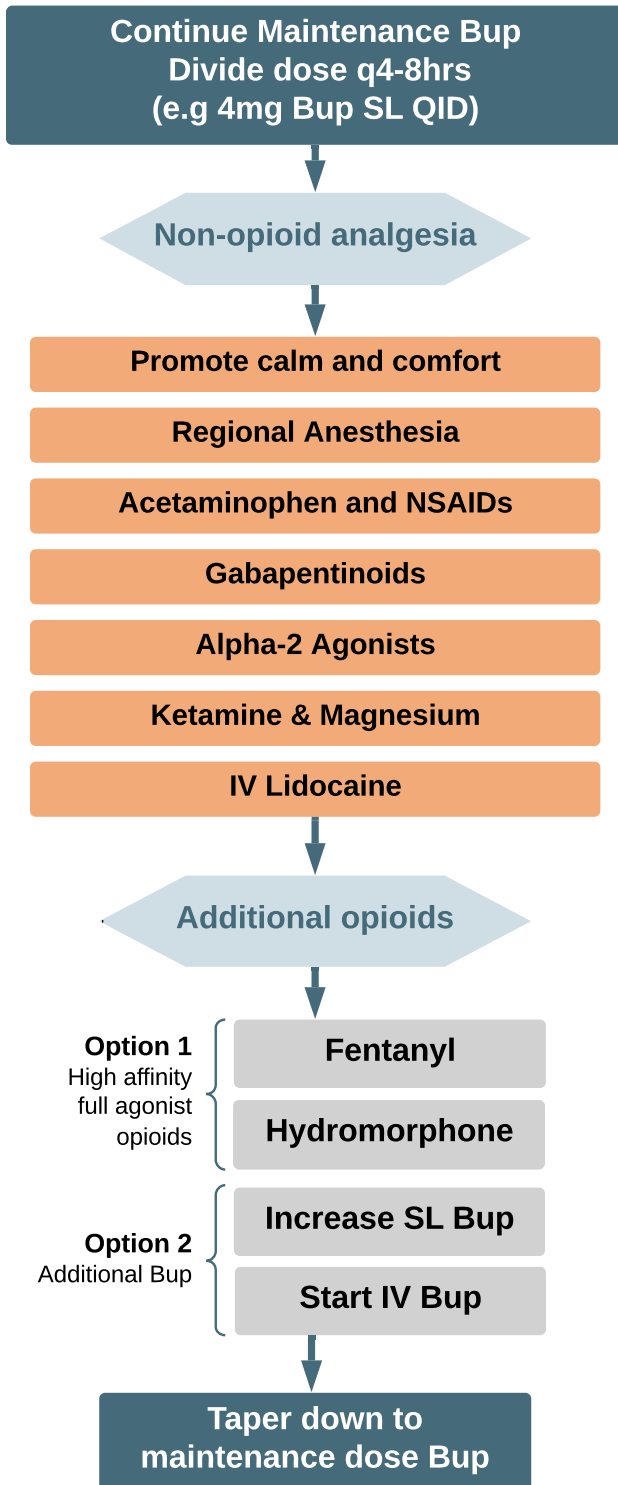 Continue Maintenance Bup
Divide dose q4-8hrs
(e.g 4mg Bup SL QID)
Non-opioid analgesia
Promote calm and comfort
Regional Anesthesia
Acetaminophen and NSAIDs
Gabapentinoids
Alpha-2 Agonists
Ketamine & Magnesium
IV Lidocaine
Additional opioids
Option 1
High affinity
full agonist
opioids
Fentanyl
Hydromorphone
Option 2
Additional Bup
Increase SL Bup
Start IV Bup
Taper down to
maintenance dose Bup